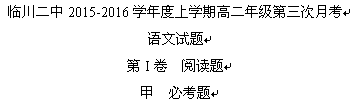 临川二中 2015-2016 学年度上学期高二年级第三次月考
语文试题
第 I 卷　阅读题
甲　必考题